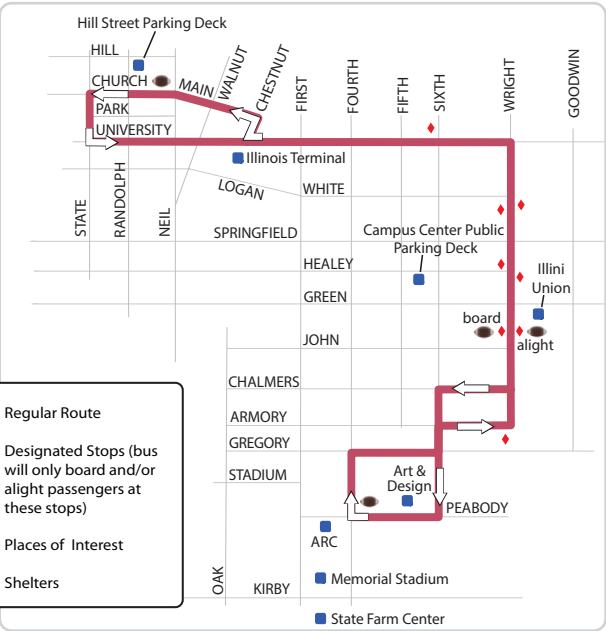 Hill Street Parking Deck
HILL
CHURCH
MAIN
WALNUT
CHESTNUT
PARK
UNIVERSITY
Illinois Terminal
LOGAN
FIRST
FOURTH
FIFTH
SIXTH
WRIGHT
GOODWIN
STATE
RANDOLPH
NEIL
WHITE
SPRINGFIELD
Campus Center Public
Parking Deck
HEALEY
GREEN
Illini
Union
board
alight
JOHN
CHALMERS
ARMORY
GREGORY
STADIUM
Art &
Design
PEABODY
ARC
OAK
KIRBY
Memorial Stadium
State Farm Center
Regular Route
Designated Stops (bus
will only board and/or
alight passengers at
these stops)
Places of Interest
Shelters